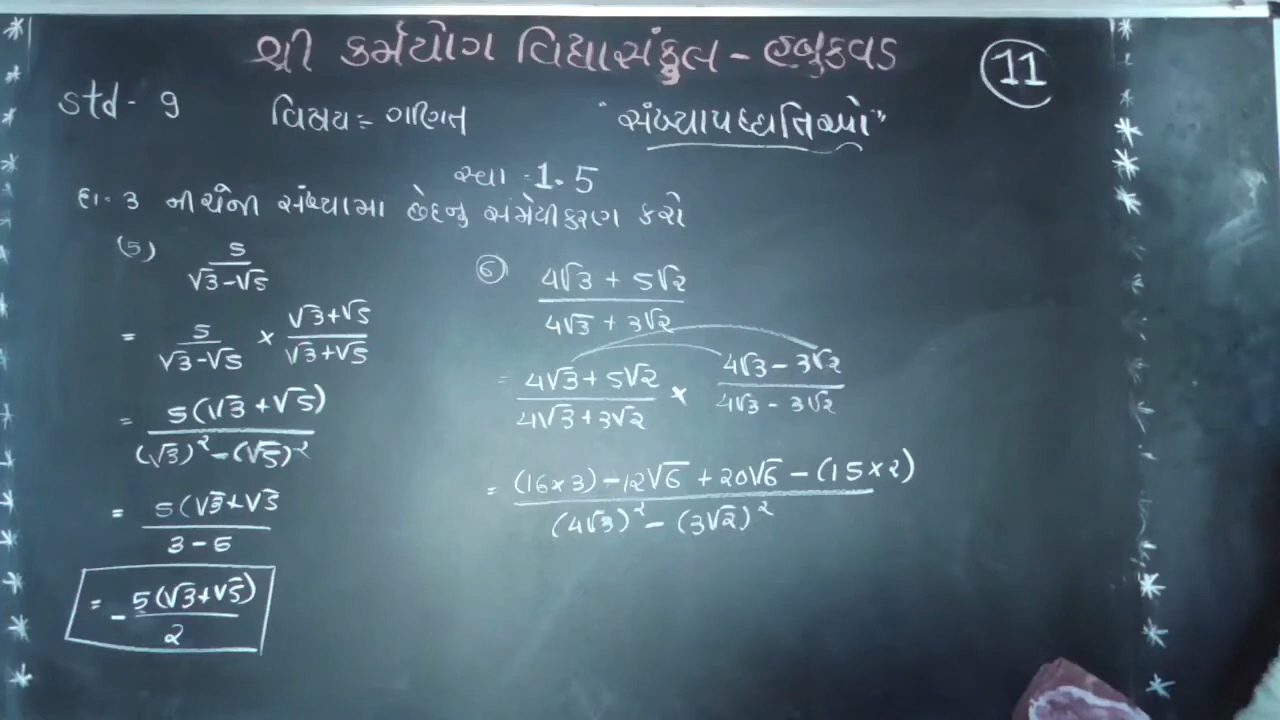 શ્રી કર્મયોગ વિદ્યાસંકુલ - હબુકવડ
11
Std - 9 વિષય:- ગણિત "સંખ્યાપધ્ધતિઓ"
સ્વા :- 1.5
દા- 3 નીચેની સંખ્યામા છેદનુ સંમેયીકરણ કરો
(5) 5 / √3-√5
= 5 / √3-√5 × √3+√5 / √3+√5
= 5(√3+√5) / (√3)² - (√5)²
= 5(√3+√3 / 3-5
= - 5(√3+√5) / 2
⑥ 4√3 + 5√2 / 4√3 + 3√2
= 4√3+5√2 / 4√3+3√2 × 4√3-3√2 / 4√3-3√2
= (16×3) - 12√6 + 20√6 - (15×2) / (4√3)² - (3√2)²